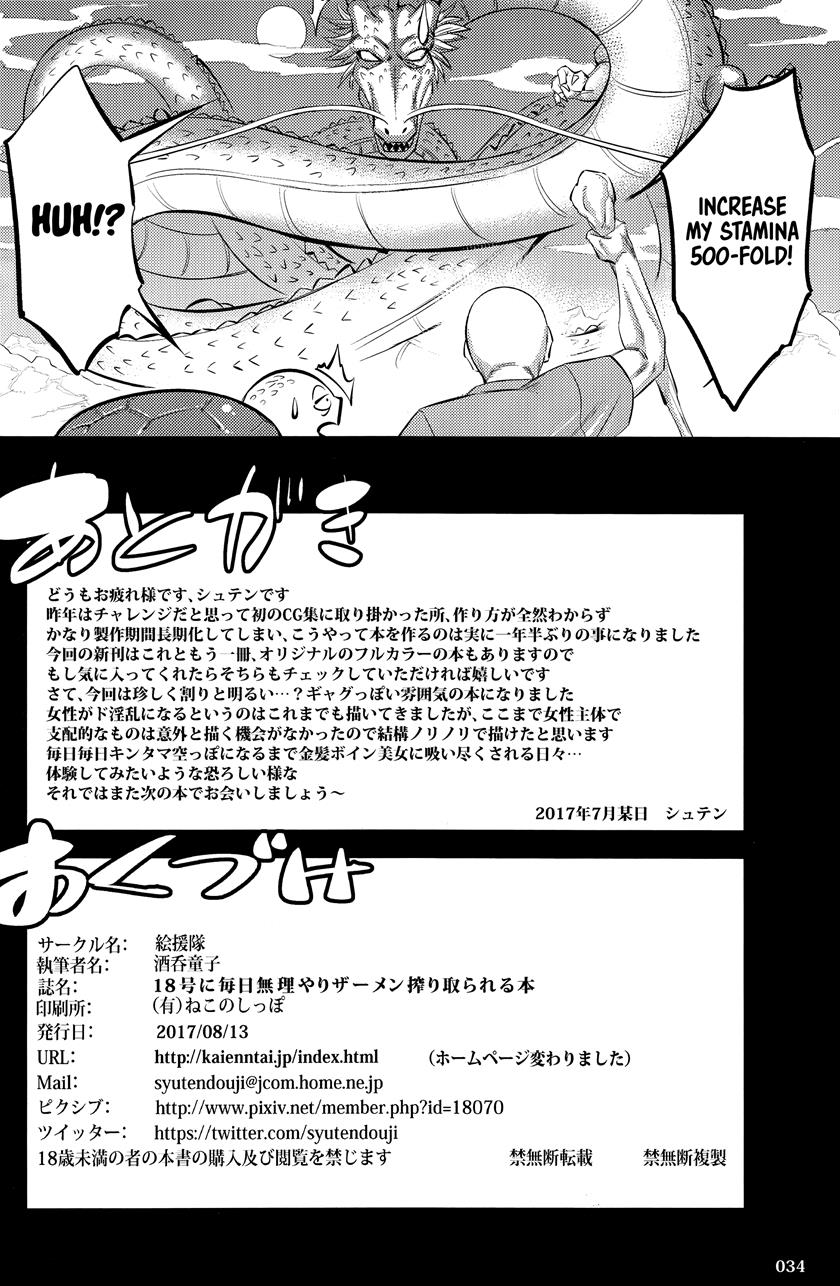 INCREASE
MY STAMINA
500-FOLD!
HUH!?
あとがき
どうもお疲れ様です、シュテンです
昨年はチャレンジだと思って初のCG集に取り掛かった所、作り方が全然わからず
かなり製作期間長期化してしまい、こうやって本を作るのは実に一年半ぶりの事になりました
今回の新刊はこれともう一冊、オリジナルのフルカラーの本もありますので
もし気に入ってくれたらそちらもチェックしていただければ嬉しいです
さて、今回は珍しく割りと明るい…？ギャグっぽい雰囲気の本になりました
女性がド淫乱になるというのはこれまでも描いてきましたが、ここまで女性主体で
支配的なものは意外と描く機会がなかったので結構ノリノリで描けたと思います
毎日毎日キンタマ空っぽになるまで金髪ボイン美女に吸い尽くされる日々…
体験してみたいような恐ろしい様な
それではまた次の本でお会いしましょう〜
2017年7月某日　シュテン
おくづけ
サークル名： 絵援隊
執筆者名： 酒呑童子
誌名： 18号に毎日無理やりザーメン搾り取られる本
印刷所： （有）ねこのしっぽ
発行日： 2017/08/13
URL： http://kaienntai.jp/index.html （ホームページ変わりました）
Mail： syutendouji@jcom.home.ne.jp
ピクシブ： http://www.pixiv.net/member.php?id=18070
ツイッター： https://twitter.com/syutendouji
18歳未満の者の本書の購入及び閲覧を禁じます　禁無断転載　禁無断複製
034